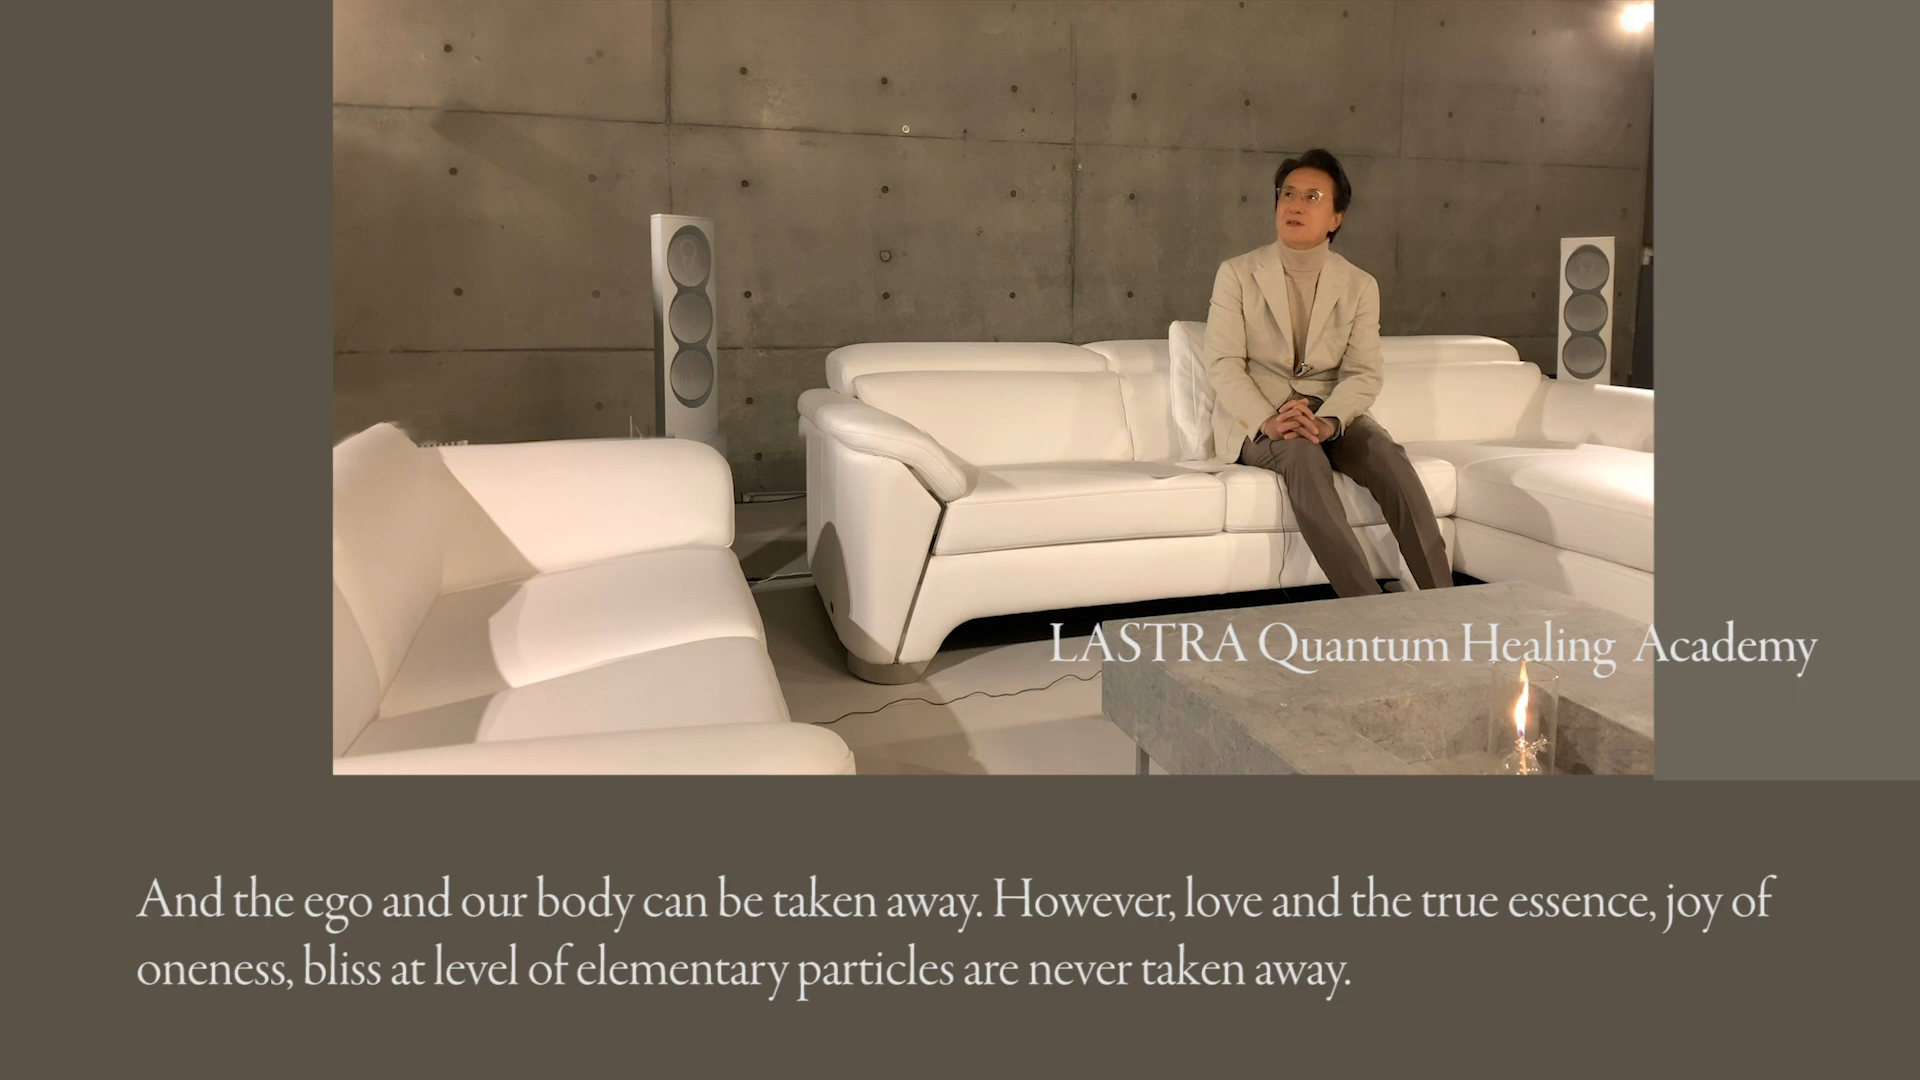 LASTRA Quantum Healing Academy
And the ego and our body can be taken away. However, love and the true essence, joy of
oneness, bliss at level of elementary particles are never taken away.